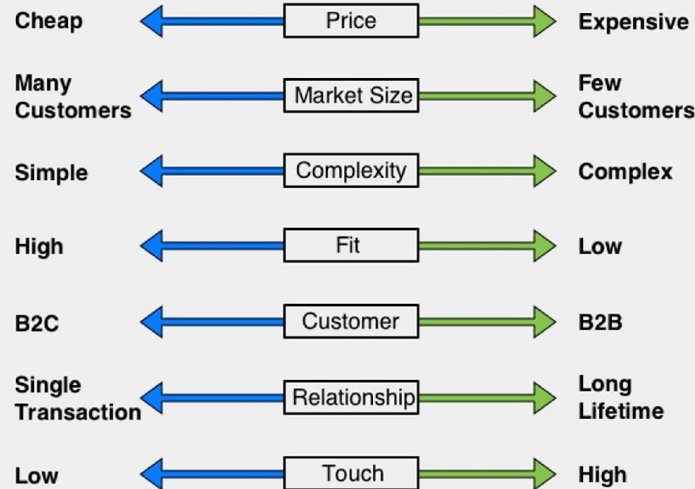 Cheap Price Expensive
Many Few
Customers Market Size Customers
Simple Complexity Complex
High Fit Low
B2C Customer B2B
Single Long
Transaction Relationship Lifetime
Low Touch High